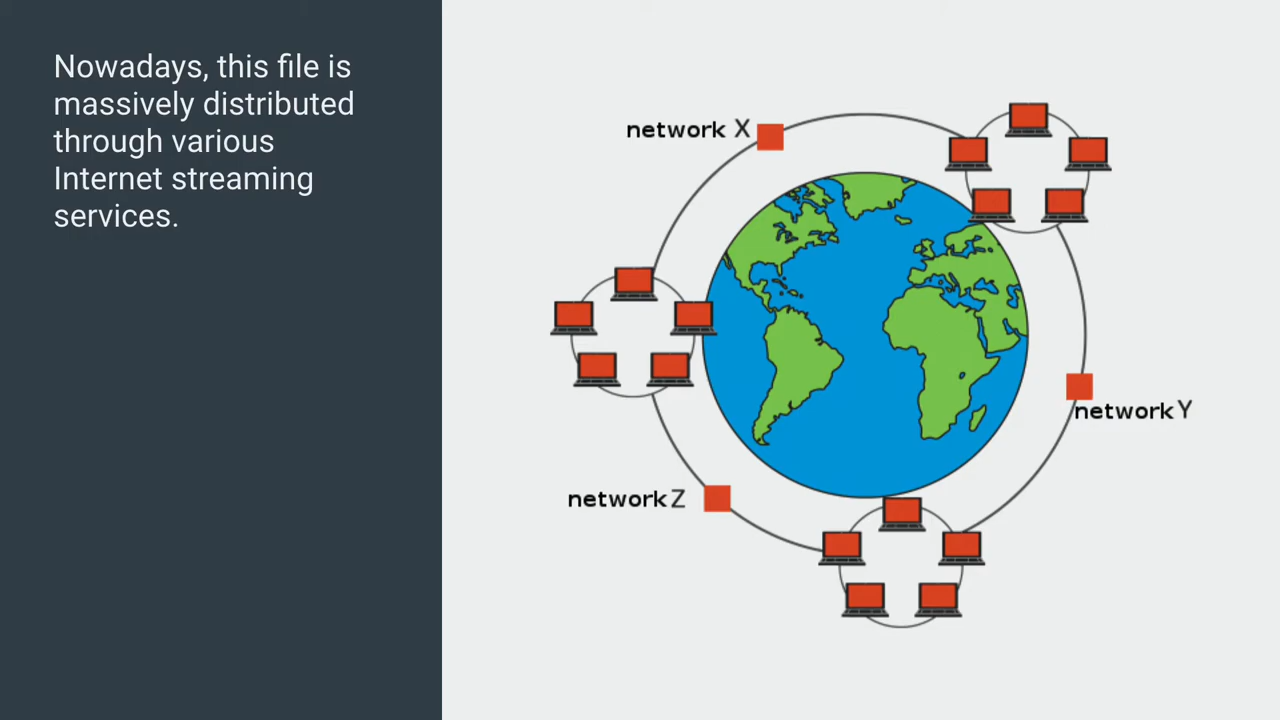 Nowadays, this file is
massively distributed
through various
Internet streaming
services.
network X
network Y
network Z